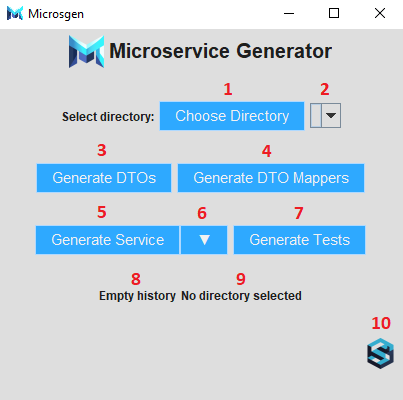 Microsgen
Microservice Generator
1 2
Select directory: Choose Directory
3 4
Generate DTOs Generate DTO Mappers
5 6 7
Generate Service ▼ Generate Tests
8 9
Empty history No directory selected
10